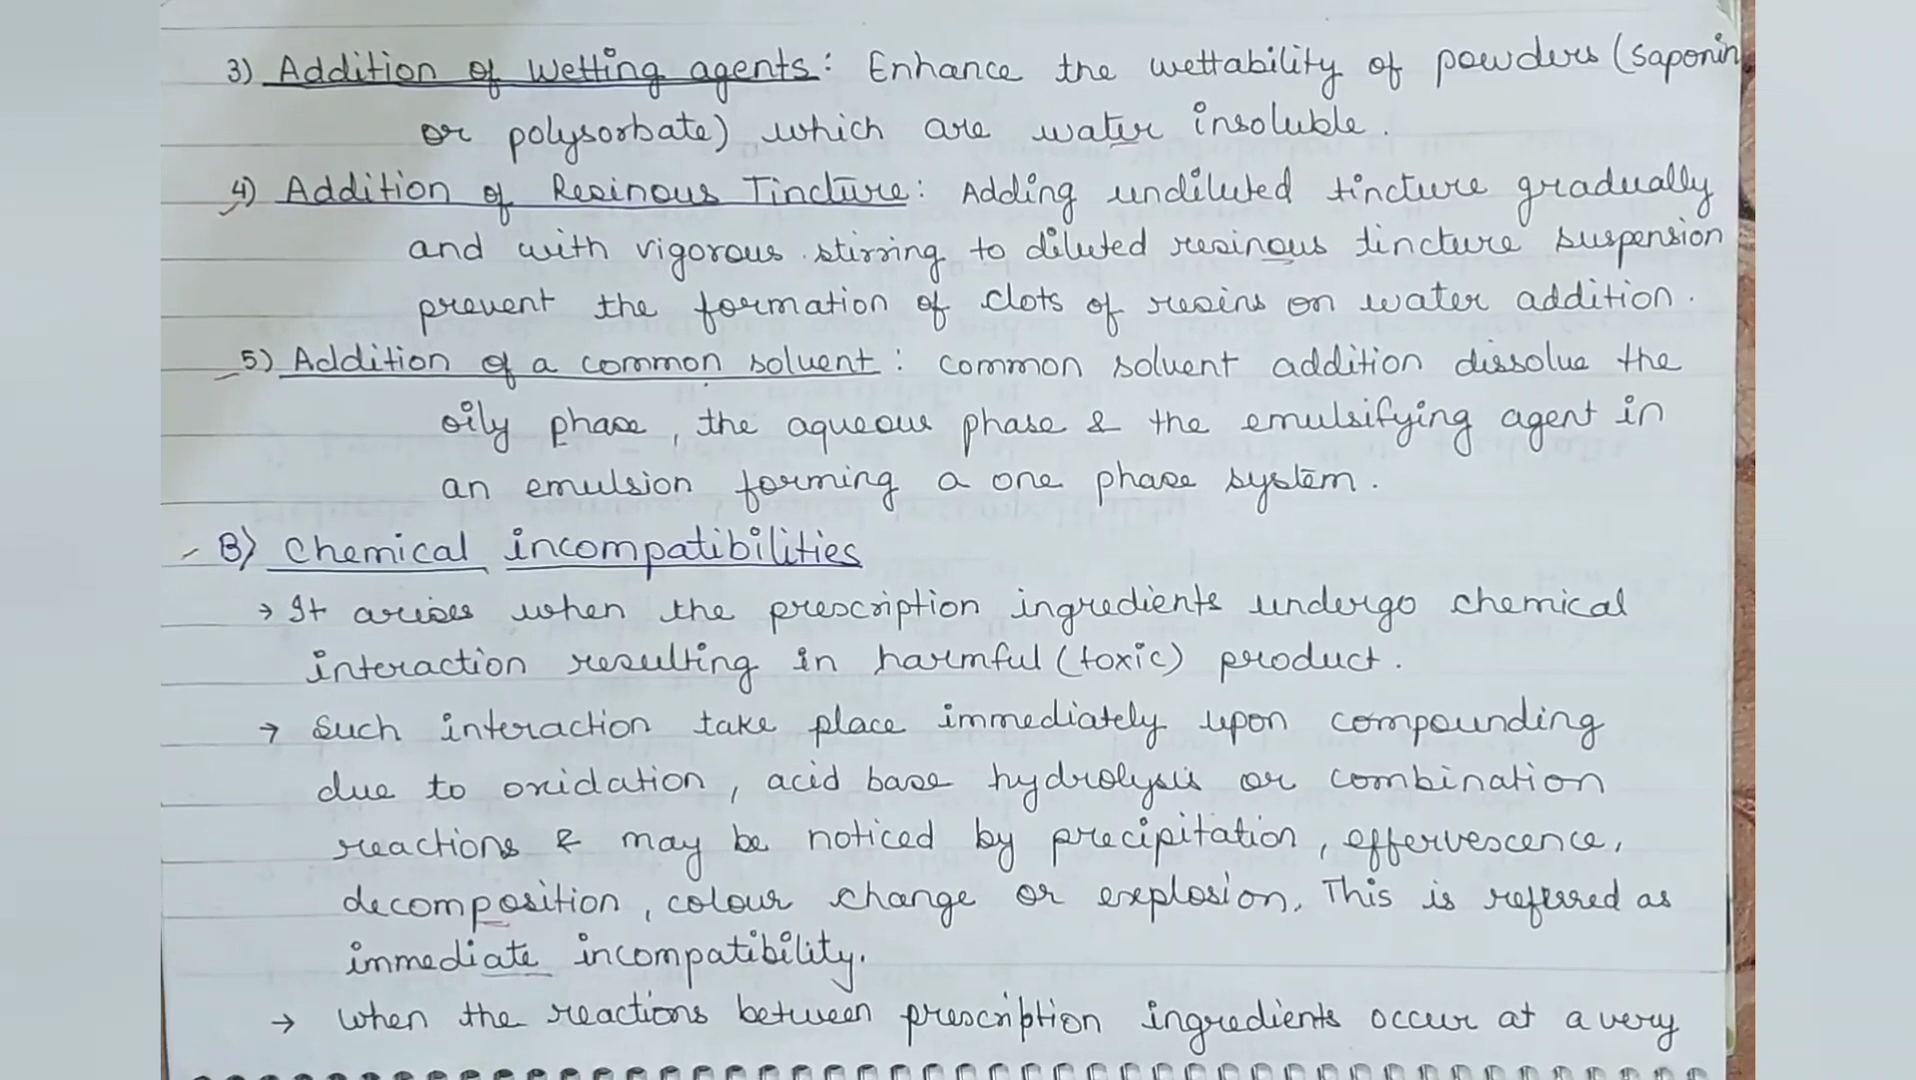 3) Addition of Wetting agents: Enhance the wettability of powders (saponin
or polysorbate) which are water insoluble.
4) Addition of Resinous Tincture: Adding undiluted tincture gradually
and with vigorous stirring to diluted resinous tincture suspension
prevent the formation of clots of resins on water addition.
5) Addition of a common solvent: common solvent addition dissolve the
oily phase, the aqueous phase & the emulsifying agent in
an emulsion forming a one phase system.
B) Chemical incompatibilities
→ It arises when the prescription ingredients undergo chemical
interaction resulting in harmful (toxic) product.
→ Such interaction take place immediately upon compounding
due to oxidation, acid base hydrolysis or combination
reactions & may be noticed by precipitation, effervescence,
decomposition, colour change or explosion. This is referred as
immediate incompatibility.
→ When the reactions between prescription ingredients occur at a very